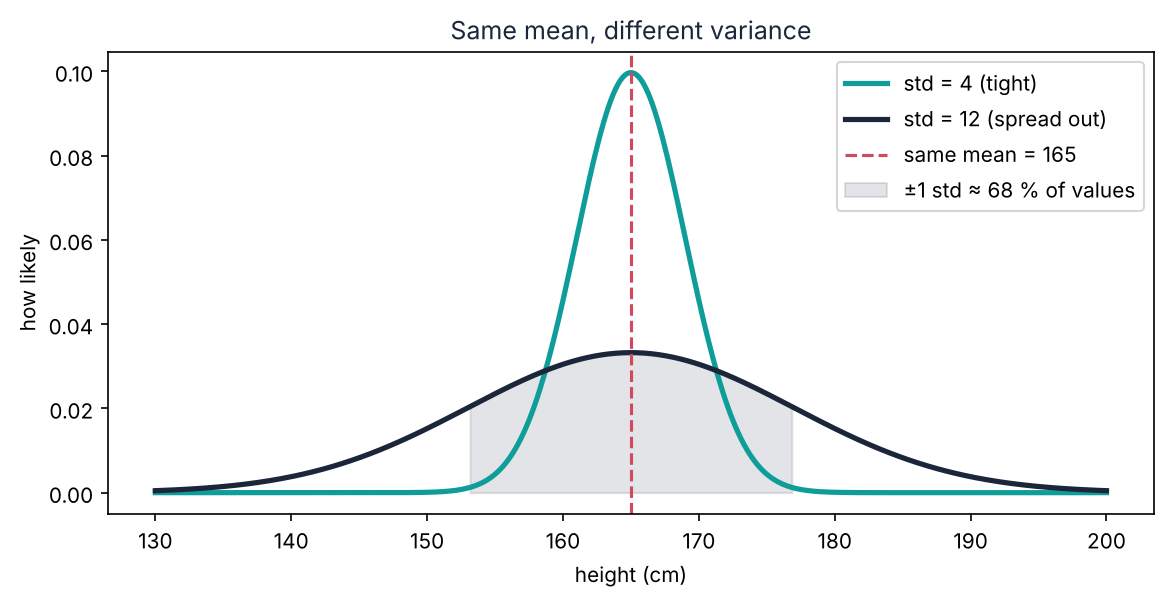 Same mean, different variance
std = 4 (tight)
std = 12 (spread out)
same mean = 165
±1 std ≈ 68 % of values
how likely
0.10
0.08
0.06
0.04
0.02
0.00
130 140 150 160 170 180 190 200
height (cm)